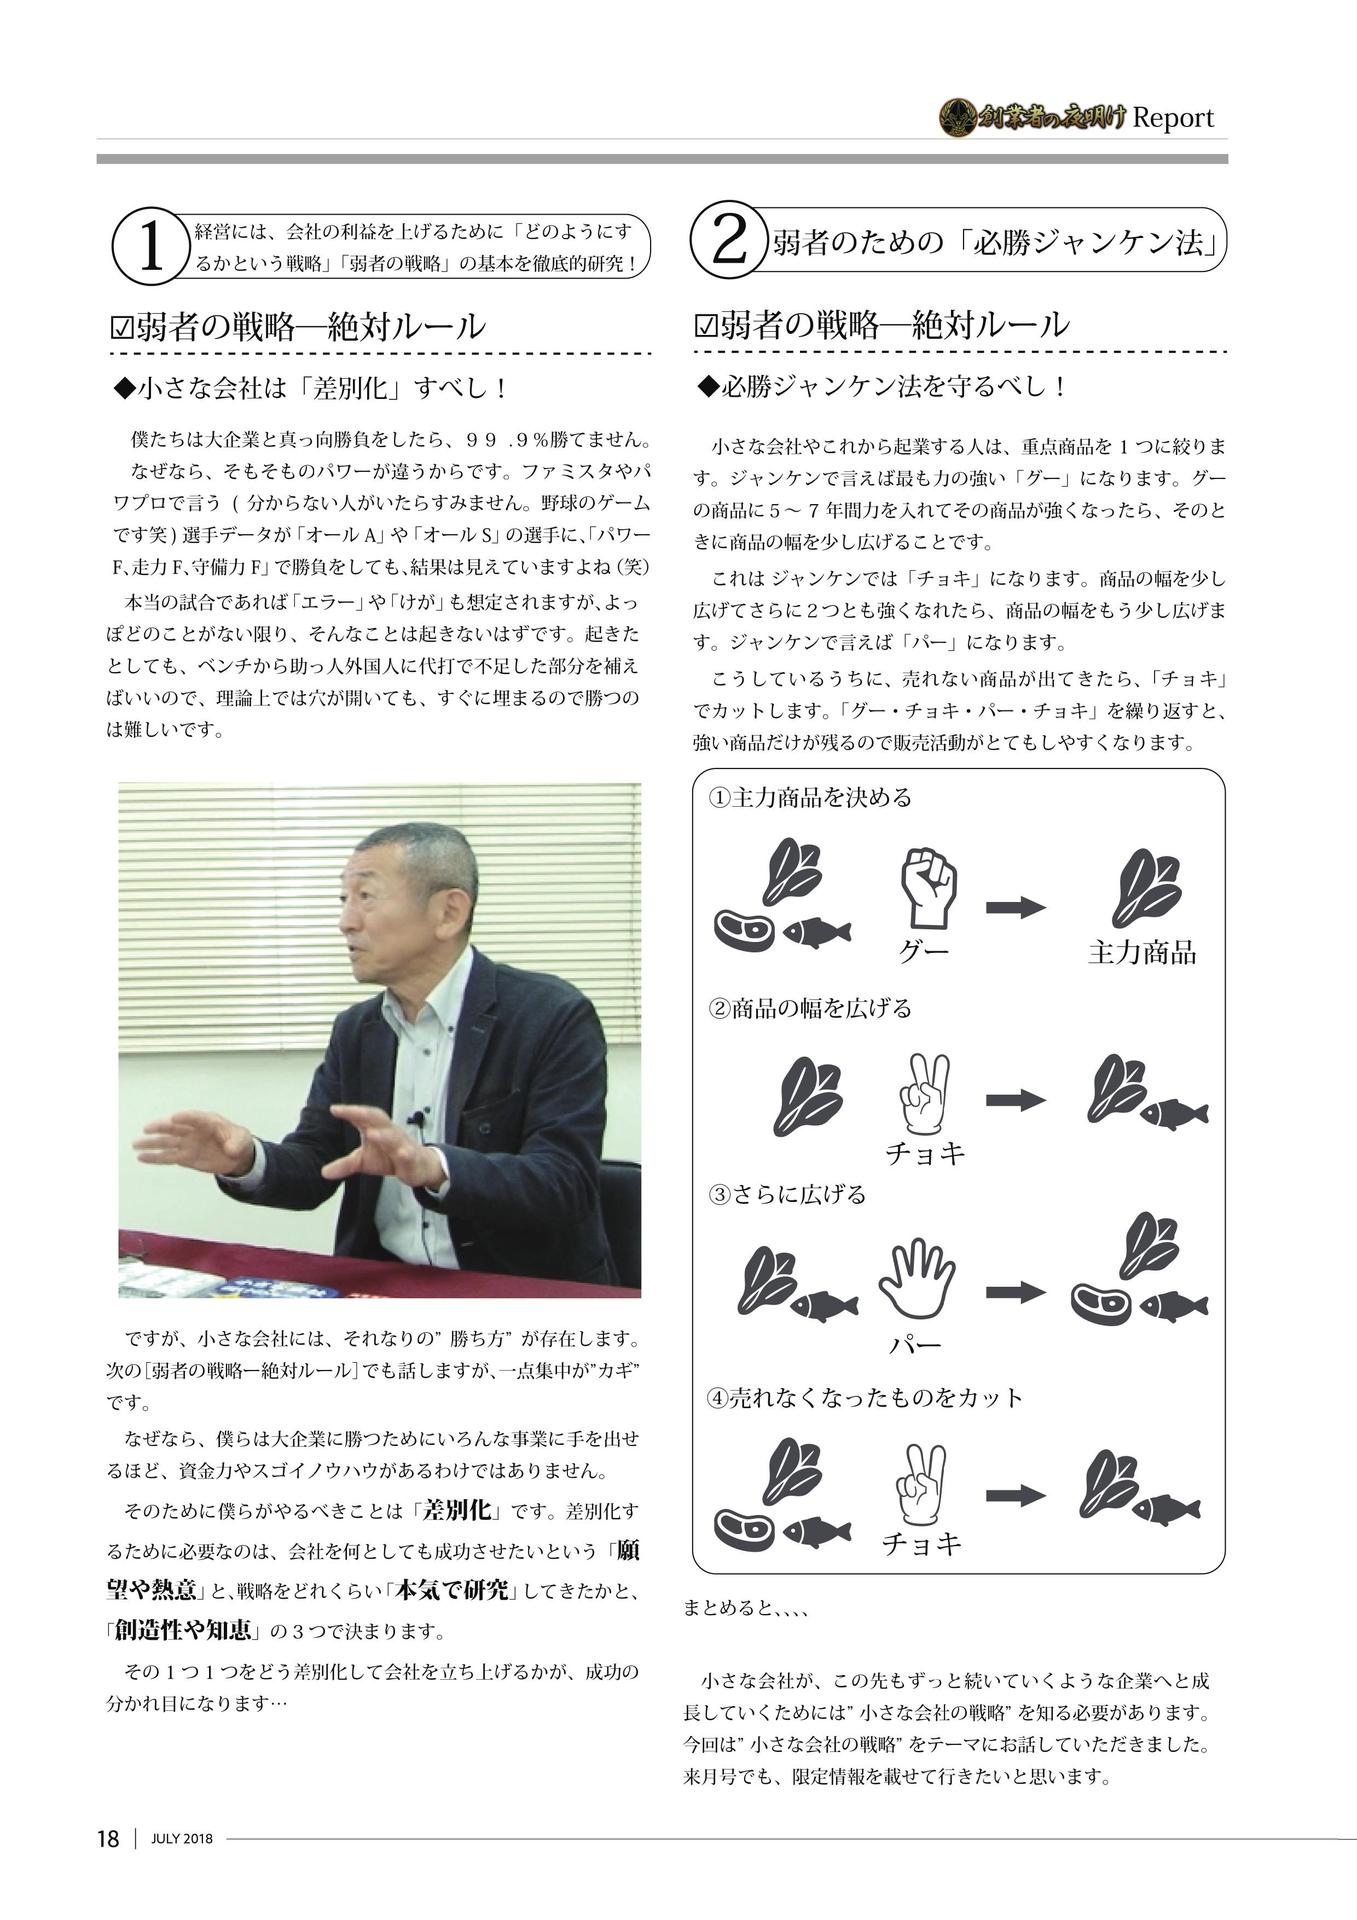 創業者の夜明け Report
1
経営には、会社の利益を上げるために「どのようにす
るかという戦略」「弱者の戦略」の基本を徹底的研究！
☑弱者の戦略―絶対ルール
◆小さな会社は「差別化」すべし！
僕たちは大企業と真っ向勝負をしたら、９９.９％勝てません。
なぜなら、そもそものパワーが違うからです。ファミスタやパ
ワプロで言う ( 分からない人がいたらすみません。野球のゲーム
です笑) 選手データが「オール A」や「オール S」の選手に、「パワー
F、走力 F、守備力 F」で勝負をしても、結果は見えていますよね（笑）
本当の試合であれば「エラー」や「けが」も想定されますが、よっ
ぽどのことがない限り、そんなことは起きないはずです。起きた
としても、ベンチから助っ人外国人に代打で不足した部分を補え
ばいいので、理論上では穴が開いても、すぐに埋まるので勝つの
は難しいです。
ですが、小さな会社には、それなりの” 勝ち方” が存在します。
次の［弱者の戦略ー絶対ルール］でも話しますが、一点集中が”カギ”
です。
なぜなら、僕らは大企業に勝つためにいろんな事業に手を出せ
るほど、資金力やスゴイノウハウがあるわけではありません。
そのために僕らがやるべきことは「差別化」です。差別化す
るために必要なのは、会社を何としても成功させたいという「願
望や熱意」と、戦略をどれくらい「本気で研究」してきたかと、
「創造性や知恵」の３つで決まります。
その１つ１つをどう差別化して会社を立ち上げるかが、成功の
分かれ目になります…
2
弱者のための「必勝ジャンケン法」
☑弱者の戦略―絶対ルール
◆必勝ジャンケン法を守るべし！
小さな会社やこれから起業する人は、重点商品を１つに絞りま
す。ジャンケンで言えば最も力の強い「グー」になります。グー
の商品に５～７年間力を入れてその商品が強くなったら、そのと
きに商品の幅を少し広げることです。
これは ジャンケンでは「チョキ」になります。商品の幅を少し
広げてさらに２つとも強くなれたら、商品の幅をもう少し広げま
す。ジャンケンで言えば「パー」になります。
こうしているうちに、売れない商品が出てきたら、「チョキ」
でカットします。「グー・チョキ・パー・チョキ」を繰り返すと、
強い商品だけが残るので販売活動がとてもしやすくなります。
①主力商品を決める
グー
主力商品
②商品の幅を広げる
チョキ
③さらに広げる
パー
④売れなくなったものをカット
チョキ
まとめると、、、、
小さな会社が、この先もずっと続いていくような企業へと成
長していくためには” 小さな会社の戦略” を知る必要があります。
今回は” 小さな会社の戦略” をテーマにお話していただきました。
来月号でも、限定情報を載せて行きたいと思います。
18 JULY 2018